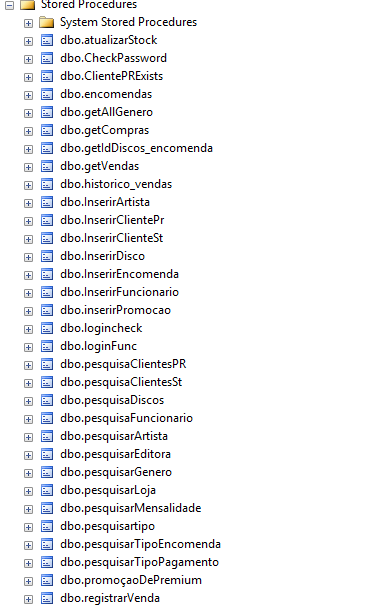 Stored Procedures
System Stored Procedures
dbo.atualizarStock
dbo.CheckPassword
dbo.ClientePRExists
dbo.encomendas
dbo.getAllGenero
dbo.getCompras
dbo.getIdDiscos_encomenda
dbo.getVendas
dbo.historico_vendas
dbo.InserirArtista
dbo.InserirClientePr
dbo.InserirClienteSt
dbo.InserirDisco
dbo.InserirEncomenda
dbo.InserirFuncionario
dbo.inserirPromocao
dbo.logincheck
dbo.loginFunc
dbo.pesquisaClientesPR
dbo.pesquisaClientesSt
dbo.pesquisaDiscos
dbo.pesquisaFuncionario
dbo.pesquisarArtista
dbo.pesquisarEditora
dbo.pesquisarGenero
dbo.pesquisarLoja
dbo.pesquisarMensalidade
dbo.pesquisartipo
dbo.pesquisarTipoEncomenda
dbo.pesquisarTipoPagamento
dbo.promoçaoDePremium
dbo.registrarVenda